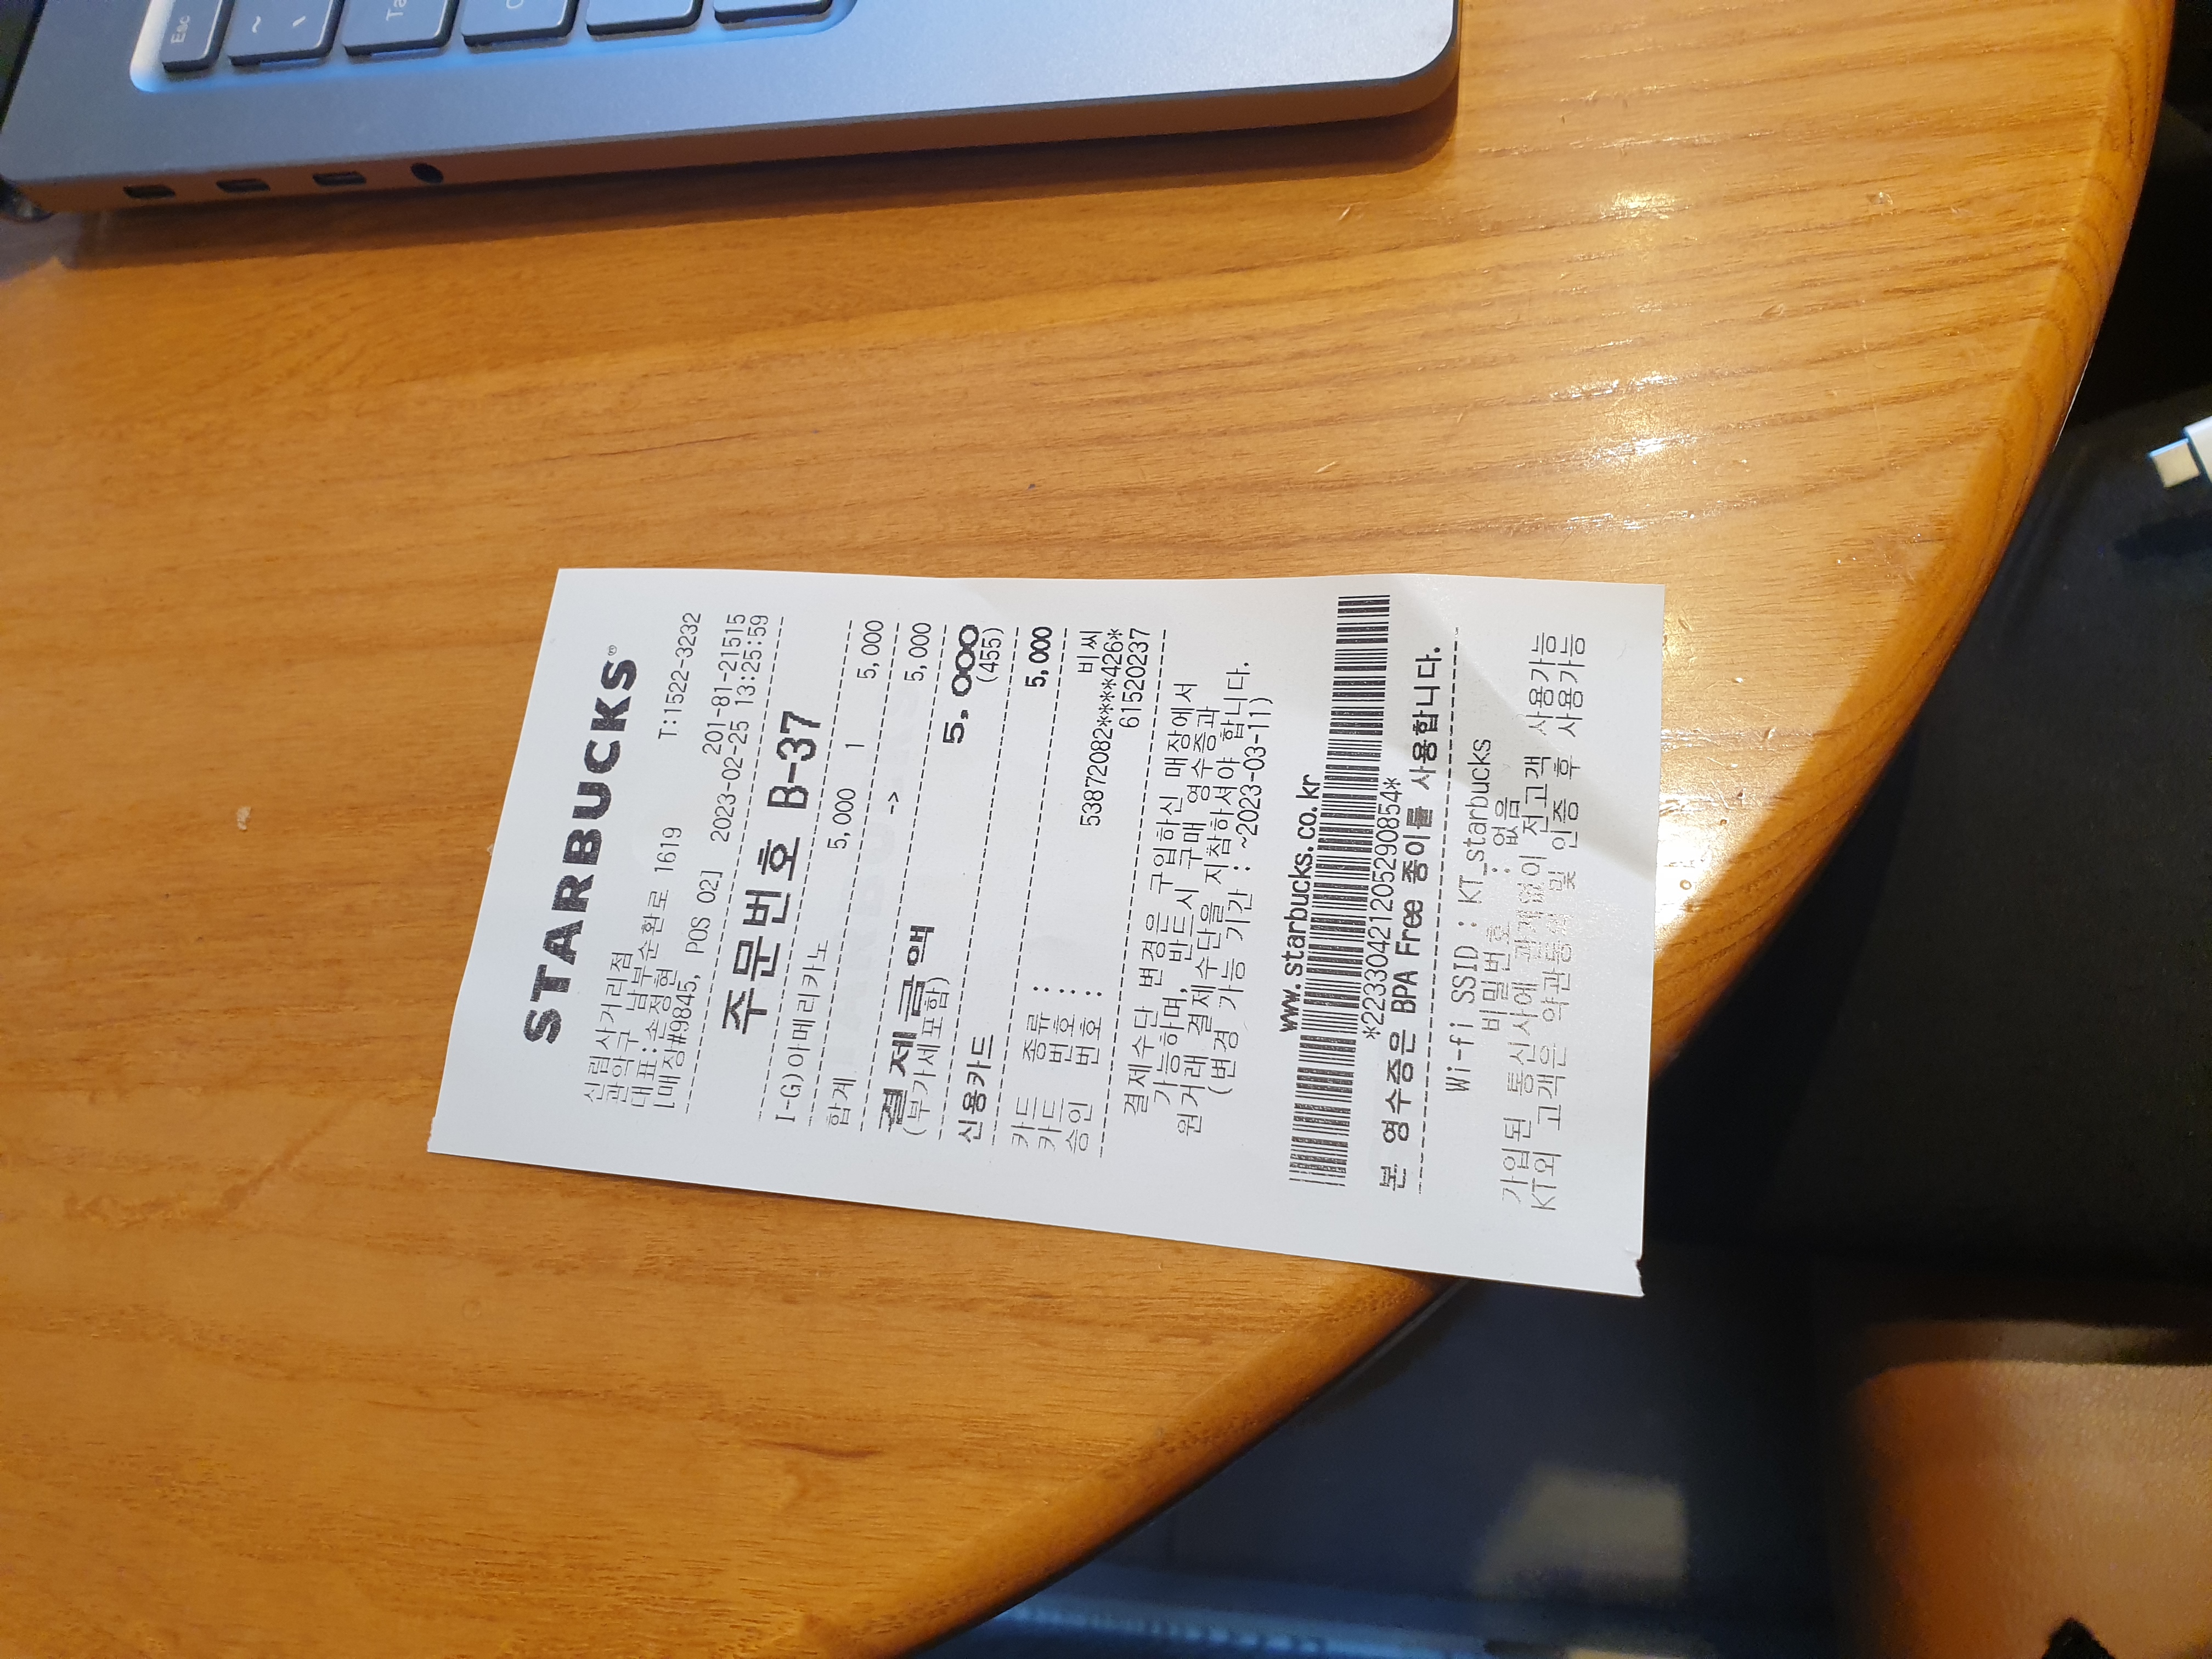 STARBUCKS®
신림사거리점
관악구 남부순환로 1619 T:1522-3232
대표:손정현 201-81-21515
[매장#9845, POS 02] 2023-02-25 13:25:59
주문번호 B-37
I-G)아메리카노 5,000 1 5,000
합계 -> 5,000
결제금액 5,000
(부가세포함) (455)
신용카드 5,000
카드 종류 : 비씨
카드 번호 : 53872082****426*
승인 번호 : 61520237
결제수단 변경은 구입하신 매장에서
가능하며, 반드시 구매 영수증과
원거래 결제수단을 지참하셔야 합니다.
(변경 가능 기간 : ~2023-03-11)
www.starbucks.co.kr
*22330421205290854*
본 영수증은 BPA Free 종이를 사용합니다.
Wi-fi SSID : KT_starbucks
비밀번호 : 없음
가입된 통신사에 관계없이 전고객 사용가능
KT외 고객은 약관동의 및 인증 후 사용가능
Esc
~